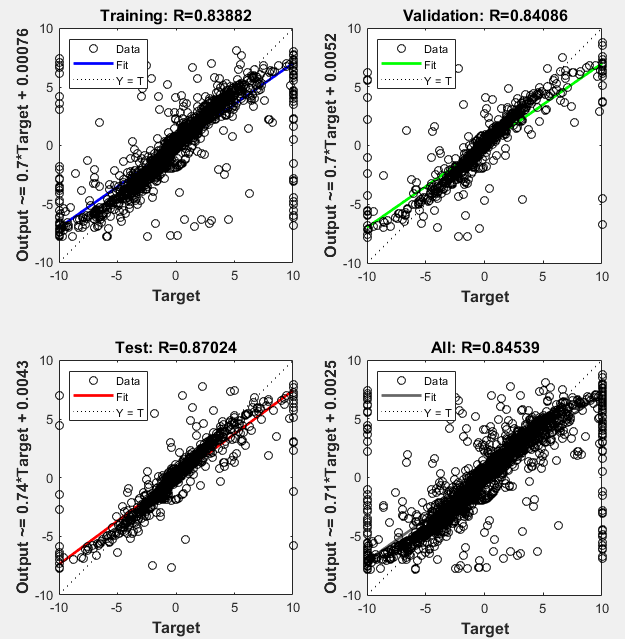 Training: R=0.83882
Output ~= 0.7*Target + 0.00076
10
5
0
-5
-10
Data
Fit
Y = T
-10 -5 0 5 10
Target
Validation: R=0.84086
Output ~= 0.7*Target + 0.0052
10
5
0
-5
-10
Data
Fit
Y = T
-10 -5 0 5 10
Target
Test: R=0.87024
Output ~= 0.74*Target + 0.0043
10
5
0
-5
-10
Data
Fit
Y = T
-10 -5 0 5 10
Target
All: R=0.84539
Output ~= 0.71*Target + 0.0025
10
5
0
-5
-10
Data
Fit
Y = T
-10 -5 0 5 10
Target